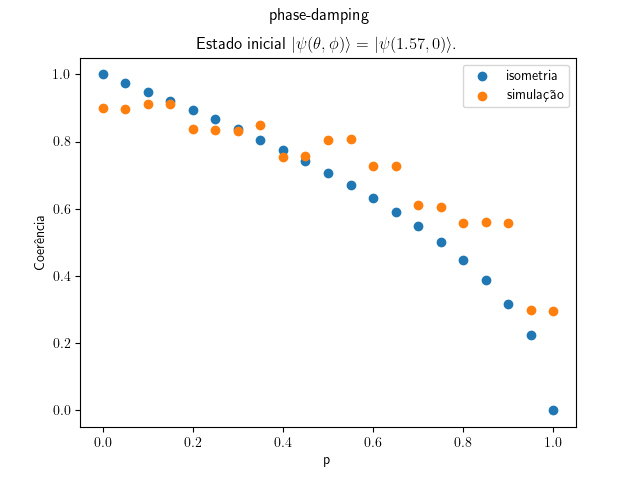 phase-damping
Estado inicial |ψ(θ, ϕ)⟩ = |ψ(1.57, 0)⟩.
isometria
simulação
Coerência
1.0
0.8
0.6
0.4
0.2
0.0
0.0 0.2 0.4 0.6 0.8 1.0
p